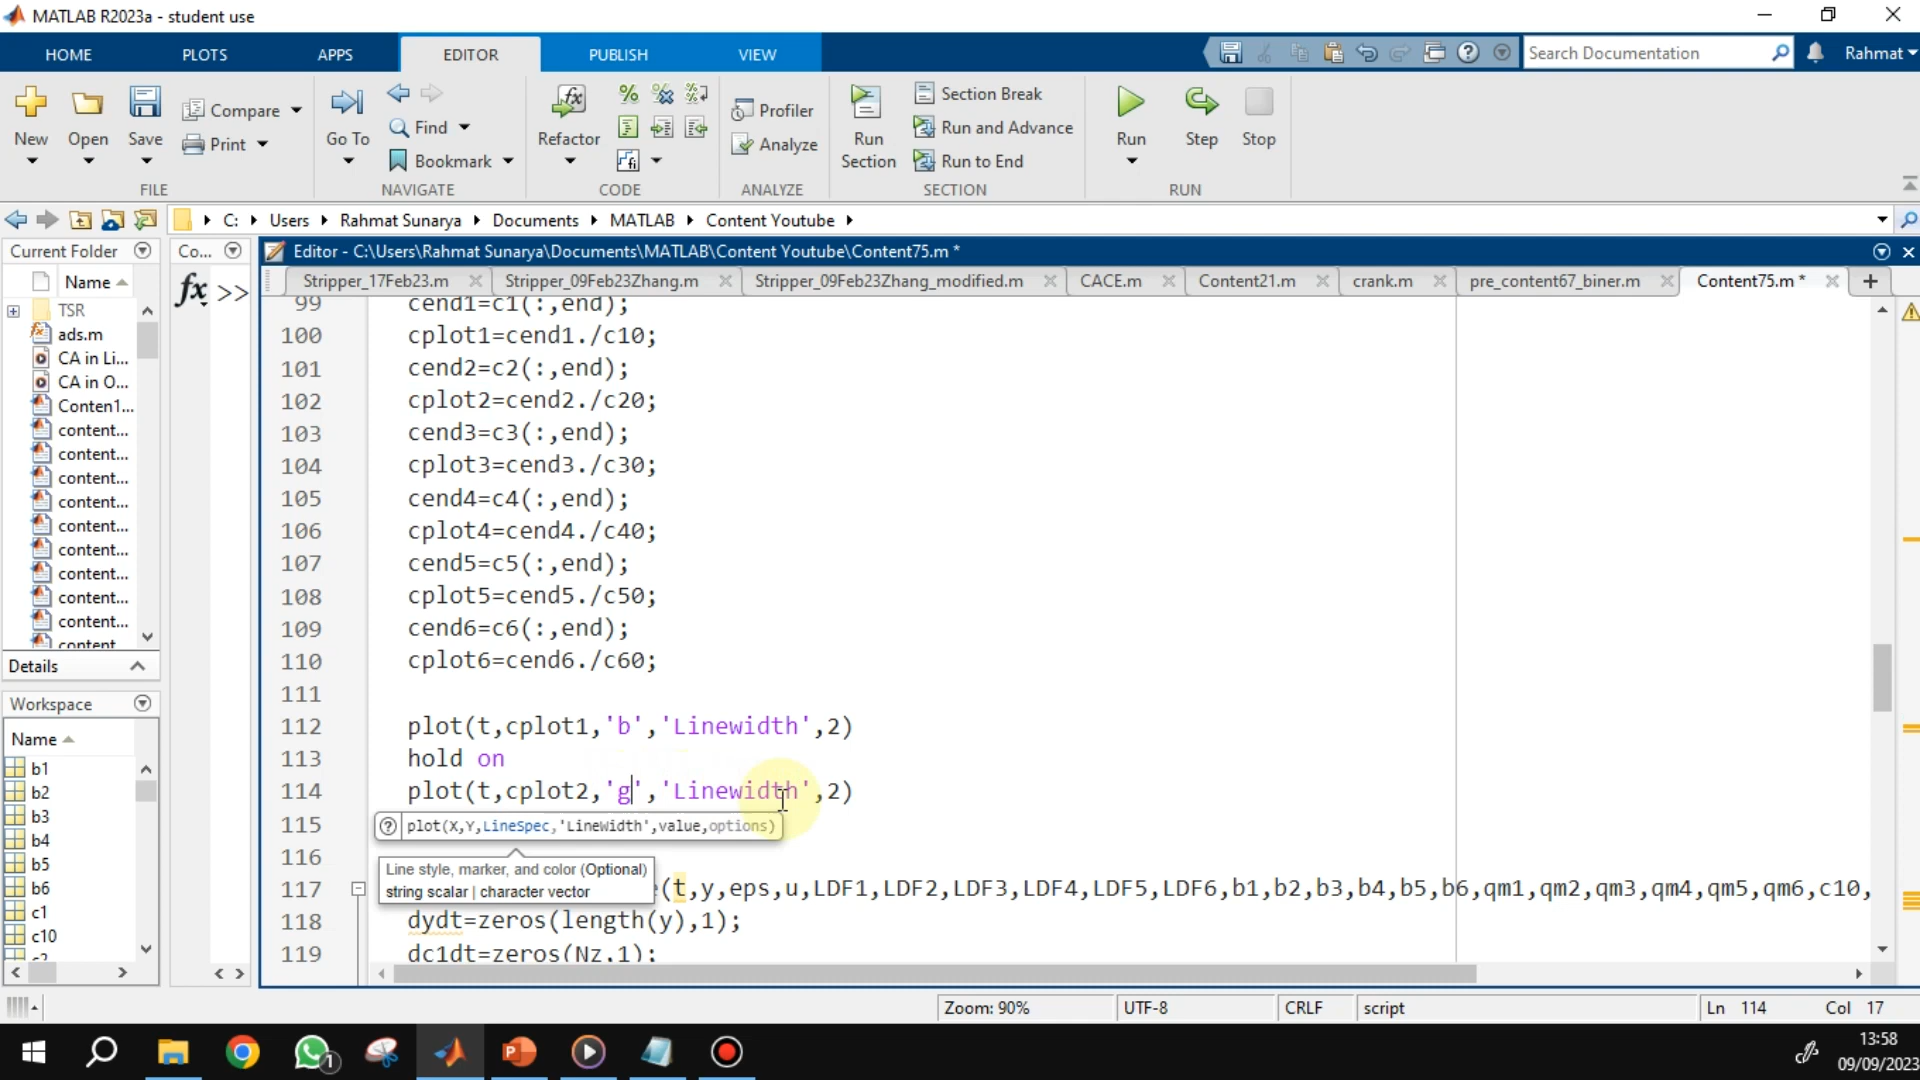 MATLAB R2023a - student use
HOME
PLOTS
APPS
EDITOR
PUBLISH
VIEW
Search Documentation
Rahmat
New
Open
Save
Compare
Print
FILE
Go To
Find
Bookmark
NAVIGATE
Refactor
CODE
Profiler
Analyze
ANALYZE
Run
Section
Section Break
Run and Advance
Run to End
SECTION
Run
Step
Stop
RUN
C: Users Rahmat Sunarya Documents MATLAB Content Youtube
Current Folder
Name
TSR
ads.m
CA in Li...
CA in O...
Conten1...
content...
content...
content...
content...
content...
content...
content...
content...
content...
content
Details
Workspace
Name
b1
b2
b3
b4
b5
b6
c1
c10
c2
Co...
fx >>
Editor - C:\Users\Rahmat Sunarya\Documents\MATLAB\Content Youtube\Content75.m *
Stripper_17Feb23.m
Stripper_09Feb23Zhang.m
Stripper_09Feb23Zhang_modified.m
CACE.m
Content21.m
crank.m
pre_content67_biner.m
Content75.m *
99 cend1=c1(:,end);
100 cplot1=cend1./c10;
101 cend2=c2(:,end);
102 cplot2=cend2./c20;
103 cend3=c3(:,end);
104 cplot3=cend3./c30;
105 cend4=c4(:,end);
106 cplot4=cend4./c40;
107 cend5=c5(:,end);
108 cplot5=cend5./c50;
109 cend6=c6(:,end);
110 cplot6=cend6./c60;
111
112 plot(t,cplot1,'b','Linewidth',2)
113 hold on
114 plot(t,cplot2,'g','Linewidth',2)
115
plot(X,Y,LineSpec,'LineWidth',value,options)
116
Line style, marker, and color (Optional)
string scalar | character vector
117 (t,y,eps,u,LDF1,LDF2,LDF3,LDF4,LDF5,LDF6,b1,b2,b3,b4,b5,b6,qm1,qm2,qm3,qm4,qm5,qm6,c10,
118 dydt=zeros(length(y),1);
119 dc1dt=zeros(Nz,1);
Zoom: 90%
UTF-8
CRLF
script
Ln 114
Col 17
1
13:58
09/09/2023